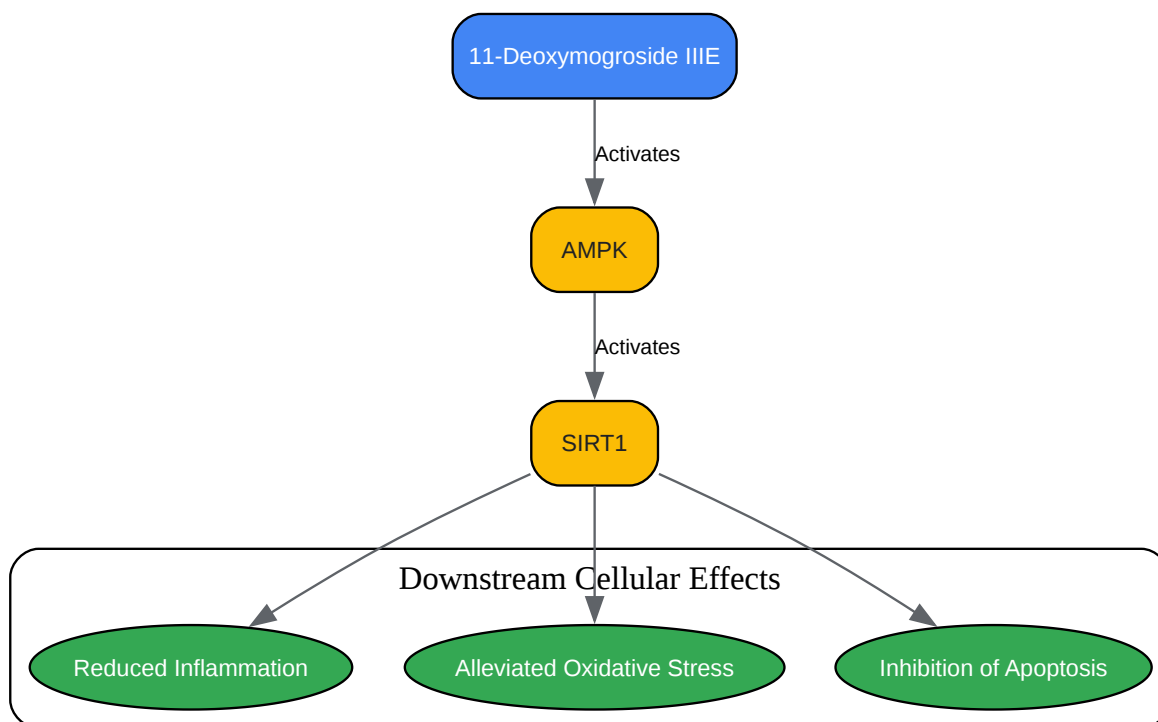 11-Deoxymogroside IIIE
Activates
AMPK
Activates
SIRT1
Downstream Cellular Effects
Reduced Inflammation
Alleviated Oxidative Stress
Inhibition of Apoptosis